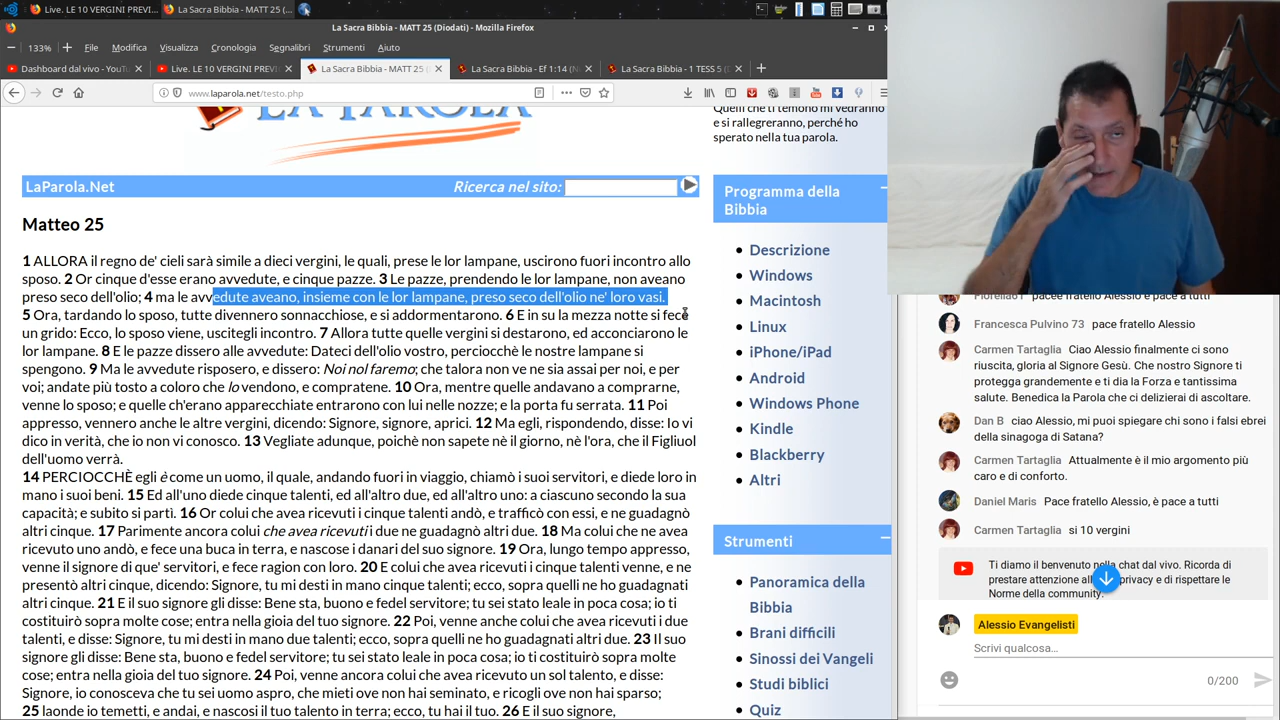 Live. LE 10 VERGINI PREVI...
La Sacra Bibbia - MATT 25 (...
La Sacra Bibbia - MATT 25 (Diodati) - Mozilla Firefox
133%
File Modifica Visualizza Cronologia Segnalibri Strumenti Aiuto
Dashboard dal vivo - YouTu
Live. LE 10 VERGINI PREVI
La Sacra Bibbia - MATT 25 (
La Sacra Bibbia - Ef 1:14 (N
La Sacra Bibbia - 1 TESS 5 (
www.laparola.net/testo.php
LA PAROLA
LaParola.Net
Ricerca nel sito:
Matteo 25
1 ALLORA il regno de' cieli sarà simile a dieci vergini, le quali, prese le lor lampane, uscirono fuori incontro allo
sposo. 2 Or cinque d'esse erano avvedute, e cinque pazze. 3 Le pazze, prendendo le lor lampane, non aveano
preso seco dell'olio; 4 ma le avvedute aveano, insieme con le lor lampane, preso seco dell'olio ne' loro vasi.
5 Ora, tardando lo sposo, tutte divennero sonnacchiose, e si addormentarono. 6 E in su la mezza notte si fece
un grido: Ecco, lo sposo viene, uscitegli incontro. 7 Allora tutte quelle vergini si destarono, ed acconciarono le
lor lampane. 8 E le pazze dissero alle avvedute: Dateci dell'olio vostro, perciocchè le nostre lampane si
spengono. 9 Ma le avvedute risposero, e dissero: Noi nol faremo; che talora non ve ne sia assai per noi, e per
voi; andate più tosto a coloro che lo vendono, e compratene. 10 Ora, mentre quelle andavano a comprarne,
venne lo sposo; e quelle ch'erano apparecchiate entrarono con lui nelle nozze; e la porta fu serrata. 11 Poi
appresso, vennero anche le altre vergini, dicendo: Signore, signore, aprici. 12 Ma egli, rispondendo, disse: Io vi
dico in verità, che io non vi conosco. 13 Vegliate adunque, poichè non sapete nè il giorno, nè l'ora, che il Figliuol
dell'uomo verrà.
14 PERCIOCCHÈ egli è come un uomo, il quale, andando fuori in viaggio, chiamò i suoi servitori, e diede loro in
mano i suoi beni. 15 Ed all'uno diede cinque talenti, ed all'altro due, ed all'altro uno: a ciascuno secondo la sua
capacità; e subito si partì. 16 Or colui che avea ricevuti i cinque talenti andò, e trafficò con essi, e ne guadagnò
altri cinque. 17 Parimente ancora colui che avea ricevuti i due ne guadagnò altri due. 18 Ma colui che ne avea
ricevuto uno andò, e fece una buca in terra, e nascose i danari del suo signore. 19 Ora, lungo tempo appresso,
venne il signore di que' servitori, e fece ragion con loro. 20 E colui che avea ricevuti i cinque talenti venne, e ne
presentò altri cinque, dicendo: Signore, tu mi desti in mano cinque talenti; ecco, sopra quelli ne ho guadagnati
altri cinque. 21 E il suo signore gli disse: Bene sta, buono e fedel servitore; tu sei stato leale in poca cosa; io ti
costituirò sopra molte cose; entra nella gioia del tuo signore. 22 Poi, venne anche colui che avea ricevuti i due
talenti, e disse: Signore, tu mi desti in mano due talenti; ecco, sopra quelli ne ho guadagnati altri due. 23 Il suo
signore gli disse: Bene sta, buono e fedel servitore; tu sei stato leale in poca cosa; io ti costituirò sopra molte
cose; entra nella gioia del tuo signore. 24 Poi, venne ancora colui che avea ricevuto un sol talento, e disse:
Signore, io conosceva che tu sei uomo aspro, che mieti ove non hai seminato, e ricogli ove non hai sparso;
25 laonde io temetti, e andai, e nascosi il tuo talento in terra; ecco, tu hai il tuo. 26 E il suo signore,
Quelli che ti temono mi vedranno
e si rallegreranno, perché ho
sperato nella tua parola.
Programma della
Bibbia
Descrizione
Windows
Macintosh
Linux
iPhone/iPad
Android
Windows Phone
Kindle
Blackberry
Altri
Strumenti
Panoramica della
Bibbia
Brani difficili
Sinossi dei Vangeli
Studi biblici
Quiz
pacee fratello Alessio e pace a tutti
Francesca Pulvino 73 pace fratello Alessio
Carmen Tartaglia Ciao Alessio finalmente ci sono
riuscita, gloria al Signore Gesù. Che nostro Signore ti
protegga grandemente e ti dia la Forza e tantissima
salute. Benedica la Parola che ci delizierai di ascoltare.
Dan B ciao Alessio, mi puoi spiegare chi sono i falsi ebrei
della sinagoga di Satana?
Carmen Tartaglia Attualmente è il mio argomento più
caro e di conforto.
Daniel Maris Pace fratello Alessio, è pace a tutti
Carmen Tartaglia si 10 vergini
Ti diamo il benvenuto nella chat dal vivo. Ricorda di
prestare attenzione privacy e di rispettare le
Norme della community.
Alessio Evangelisti
Scrivi qualcosa...
0/200